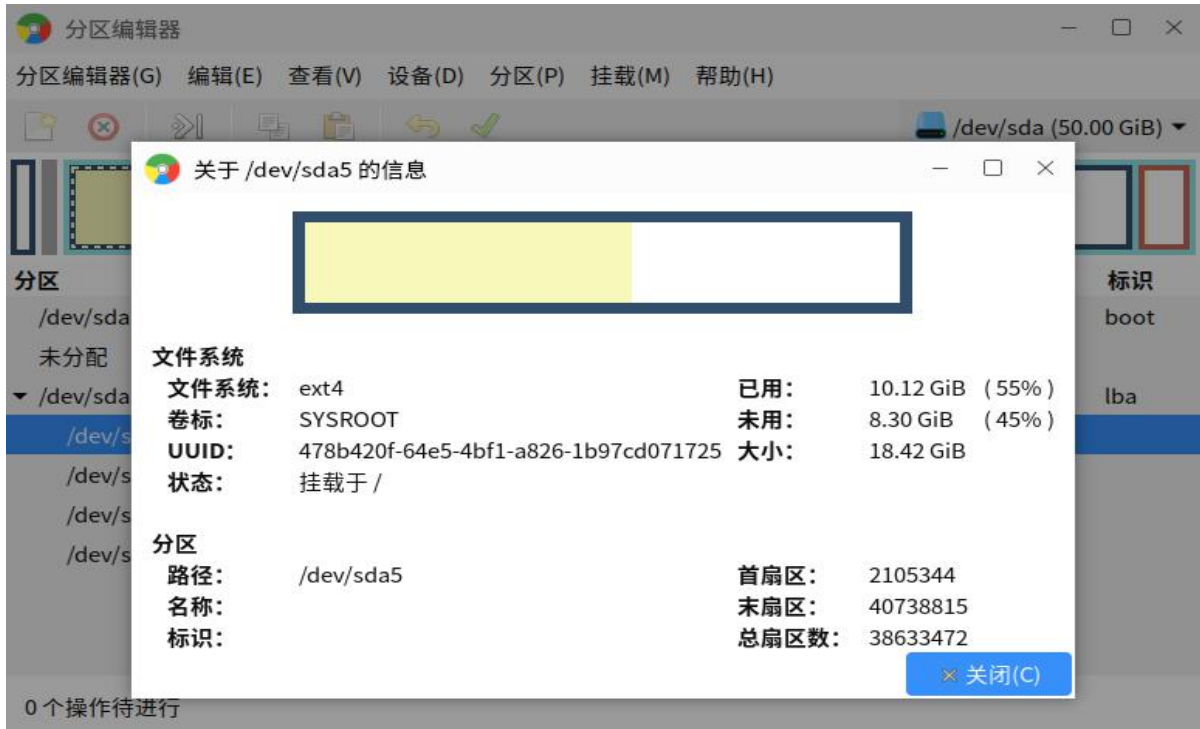 分区编辑器
分区编辑器(G) 编辑(E) 查看(V) 设备(D) 分区(P) 挂载(M) 帮助(H)
/dev/sda (50.00 GiB)
分区 标识
/dev/sda boot
未分配
/dev/sda lba
/dev/s
/dev/s
/dev/s
/dev/s
0 个操作待进行
关于 /dev/sda5 的信息
文件系统
文件系统： ext4 已用： 10.12 GiB ( 55% )
卷标： SYSROOT 未用： 8.30 GiB ( 45% )
UUID： 478b420f-64e5-4bf1-a826-1b97cd071725 大小： 18.42 GiB
状态： 挂载于 /
分区
路径： /dev/sda5 首扇区： 2105344
名称： 末扇区： 40738815
标识： 总扇区数： 38633472
关闭(C)